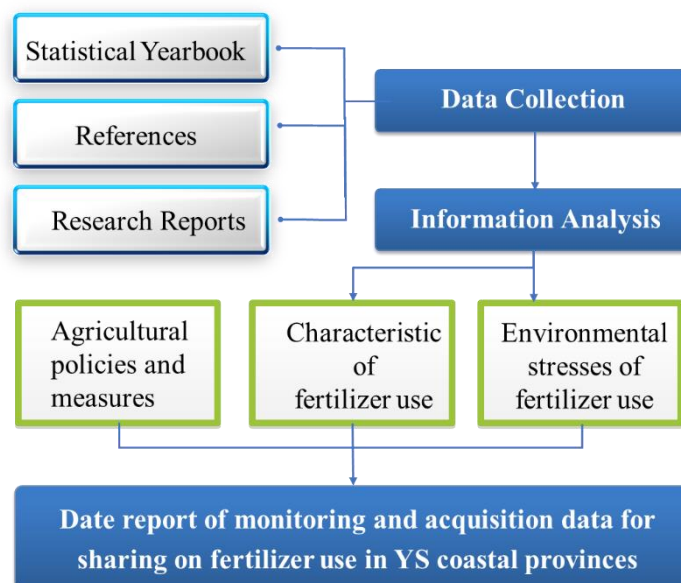 Statistical Yearbook
References
Research Reports
Data Collection
Information Analysis
Agricultural
policies and
measures
Characteristic
of
fertilizer use
Environmental
stresses of
fertilizer use
Date report of monitoring and acquisition data for
sharing on fertilizer use in YS coastal provinces